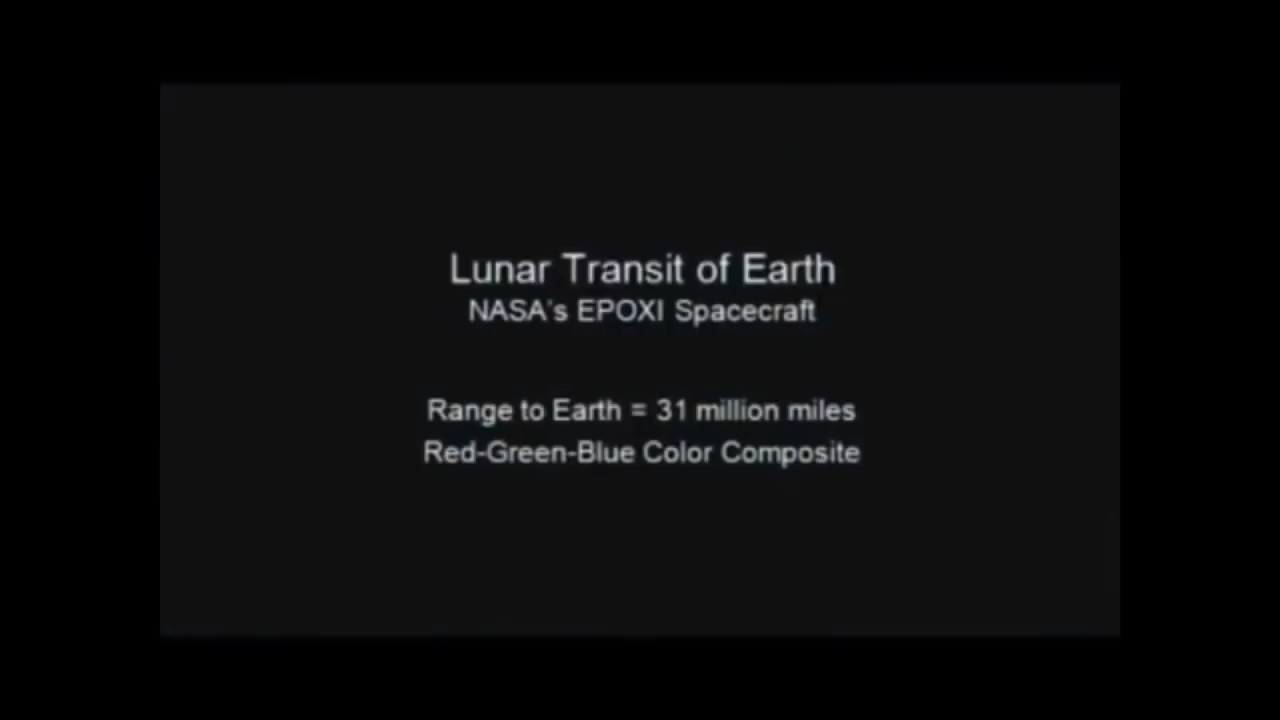 Lunar Transit of Earth
NASA's EPOXI Spacecraft
Range to Earth = 31 million miles
Red-Green-Blue Color Composite